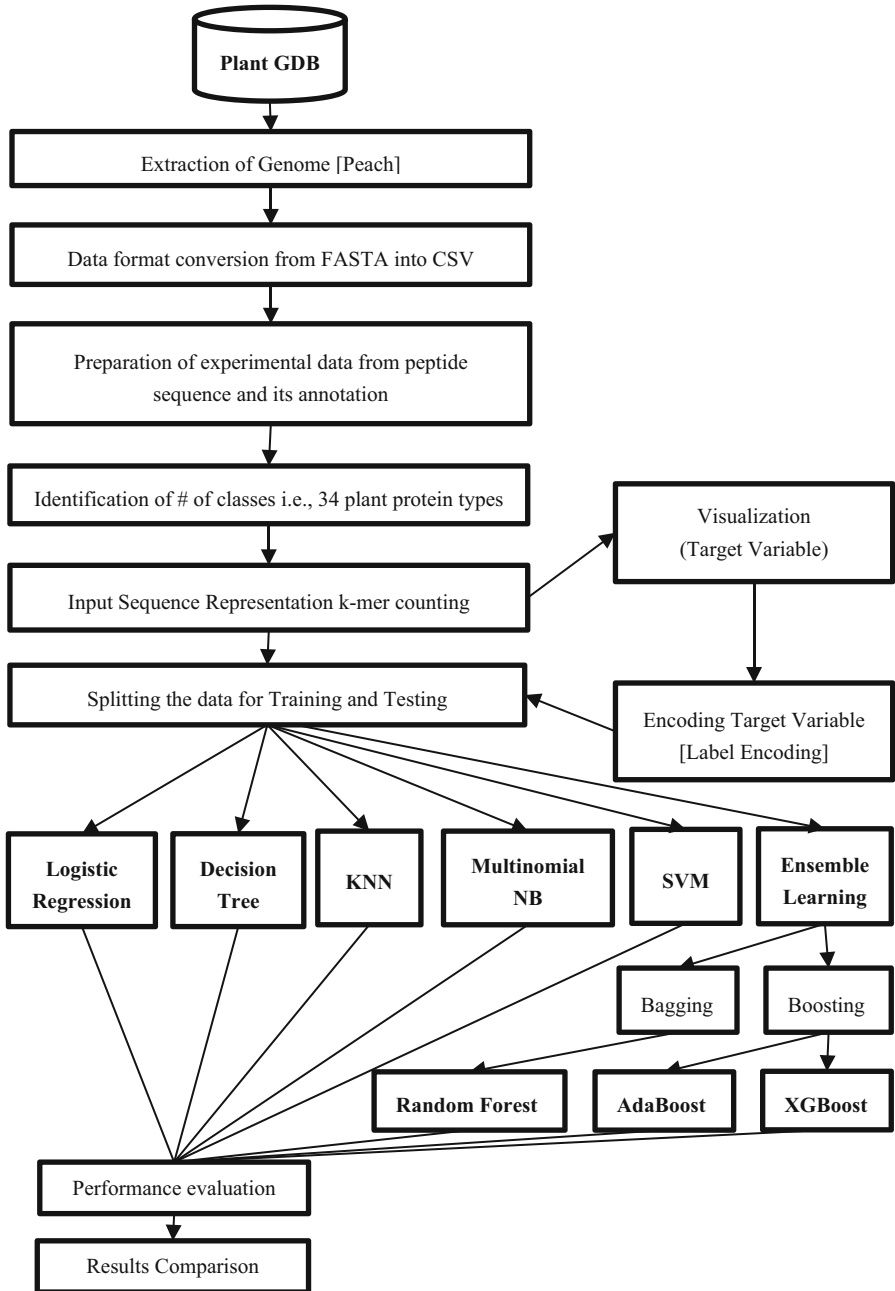 Plant GDB
Extraction of Genome [Peach]
Data format conversion from FASTA into CSV
Preparation of experimental data from peptide
sequence and its annotation
Identification of # of classes i.e., 34 plant protein types
Visualization
(Target Variable)
Input Sequence Representation k-mer counting
Splitting the data for Training and Testing
Encoding Target Variable
[Label Encoding]
Logistic
Regression
Decision
Tree
KNN
Multinomial
NB
SVM
Ensemble
Learning
Bagging
Boosting
Random Forest
AdaBoost
XGBoost
Performance evaluation
Results Comparison